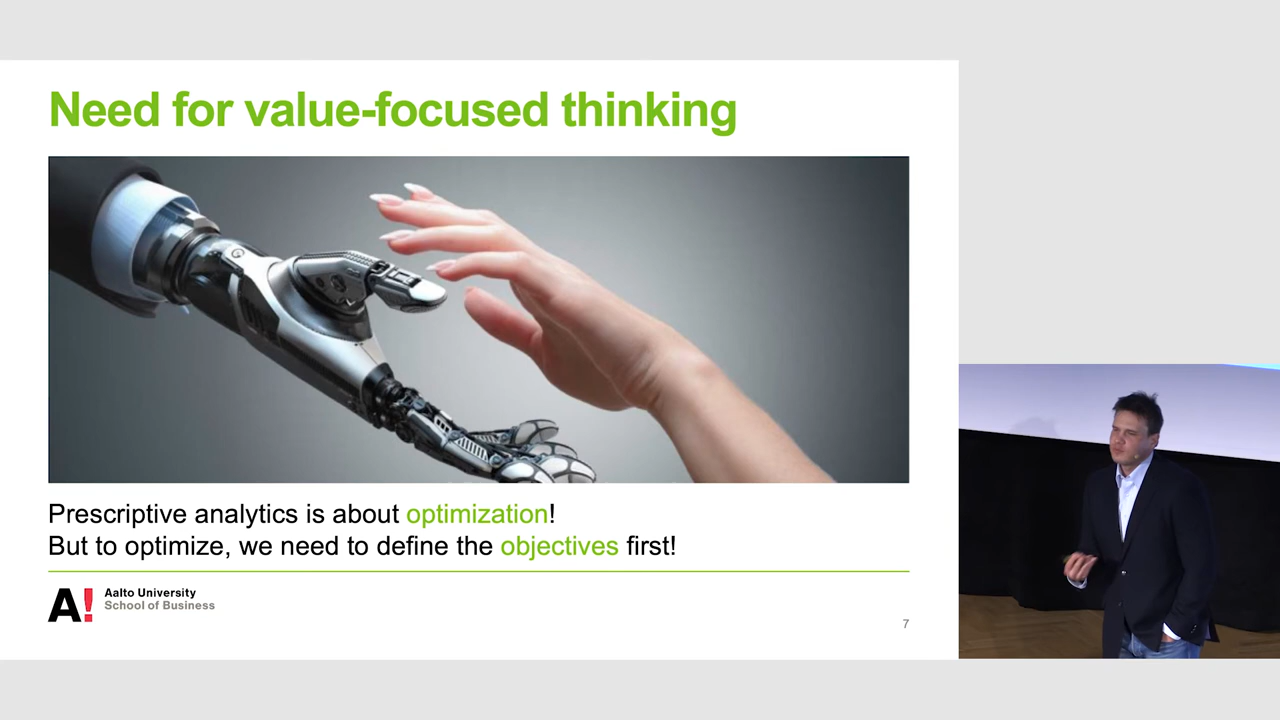 Need for value-focused thinking
Prescriptive analytics is about optimization!
But to optimize, we need to define the objectives first!
A! Aalto University
School of Business
7